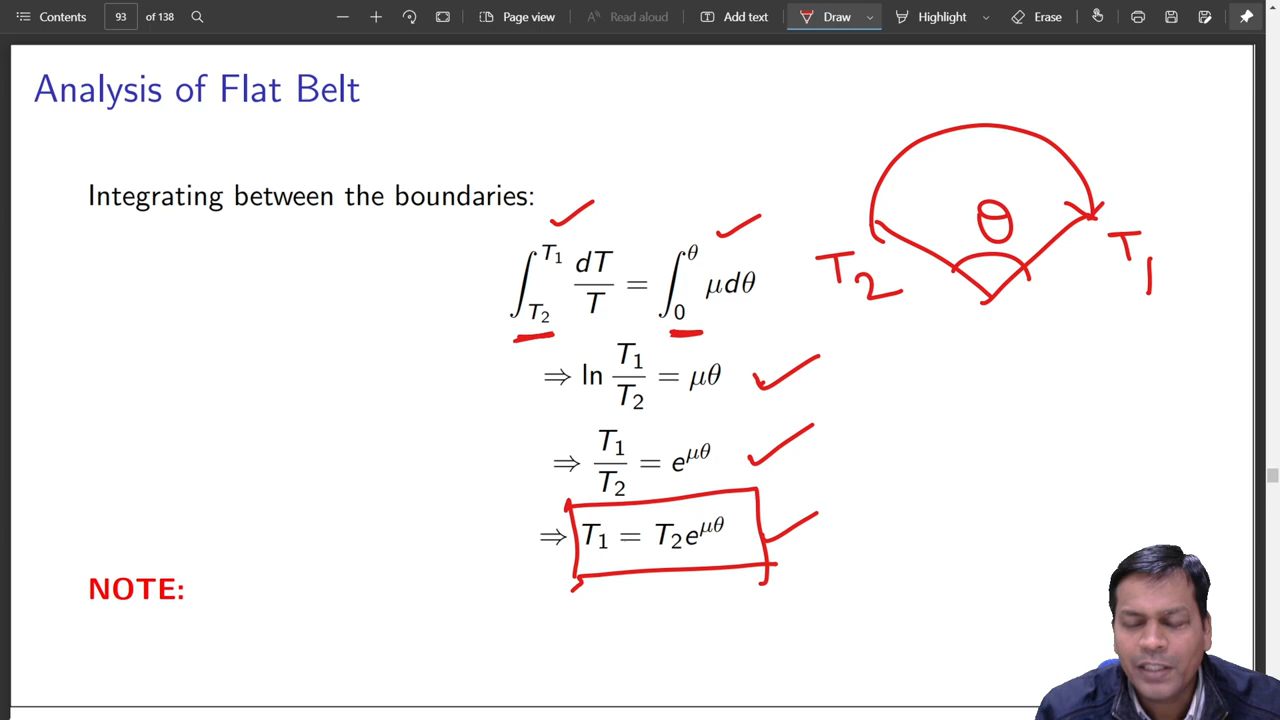 Contents 93 of 138 Page view Read aloud Add text Draw Highlight Erase
Analysis of Flat Belt
Integrating between the boundaries:
∫_{T₂}^{T₁} dT/T = ∫_0^θ μdθ
⇒ ln T₁/T₂ = μθ
⇒ T₁/T₂ = e^{μθ}
⇒ T₁ = T₂e^{μθ}
NOTE:
θ
T₂
T₁